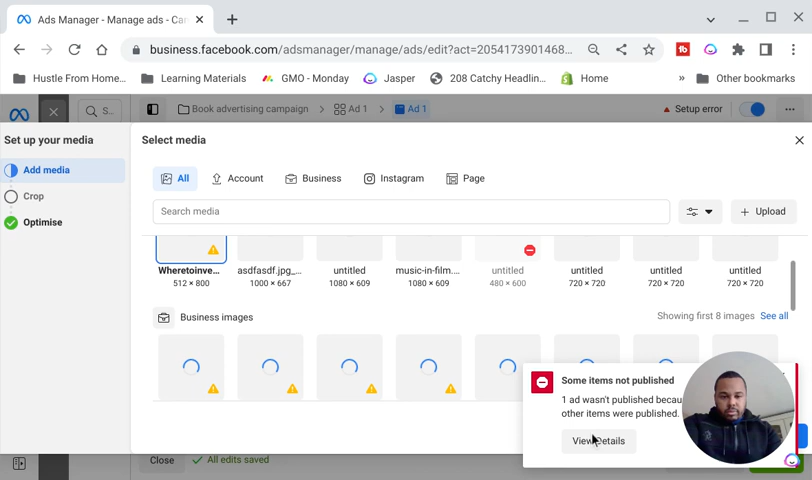 Ads Manager - Manage ads - Car
business.facebook.com/adsmanager/manage/ads/edit?act=2054173901468...
Hustle From Home...
Learning Materials
GMO - Monday
Jasper
208 Catchy Headlin...
Home
»
Other bookmarks
S...
Book advertising campaign
Ad 1
Ad 1
Setup error
Set up your media
Select media
Add media
Crop
Optimise
All
Account
Business
Instagram
Page
Search media
+ Upload
Wheretoinve...
asdfasdf.jpg_...
untitled
music-in-film....
untitled
untitled
untitled
untitled
512 × 800
1000 × 667
1080 × 609
1080 × 609
480 × 600
720 × 720
720 × 720
720 × 720
Business images
Showing first 8 images
See all
Some items not published
1 ad wasn't published becau
other items were published.
View Details
Close
All edits saved